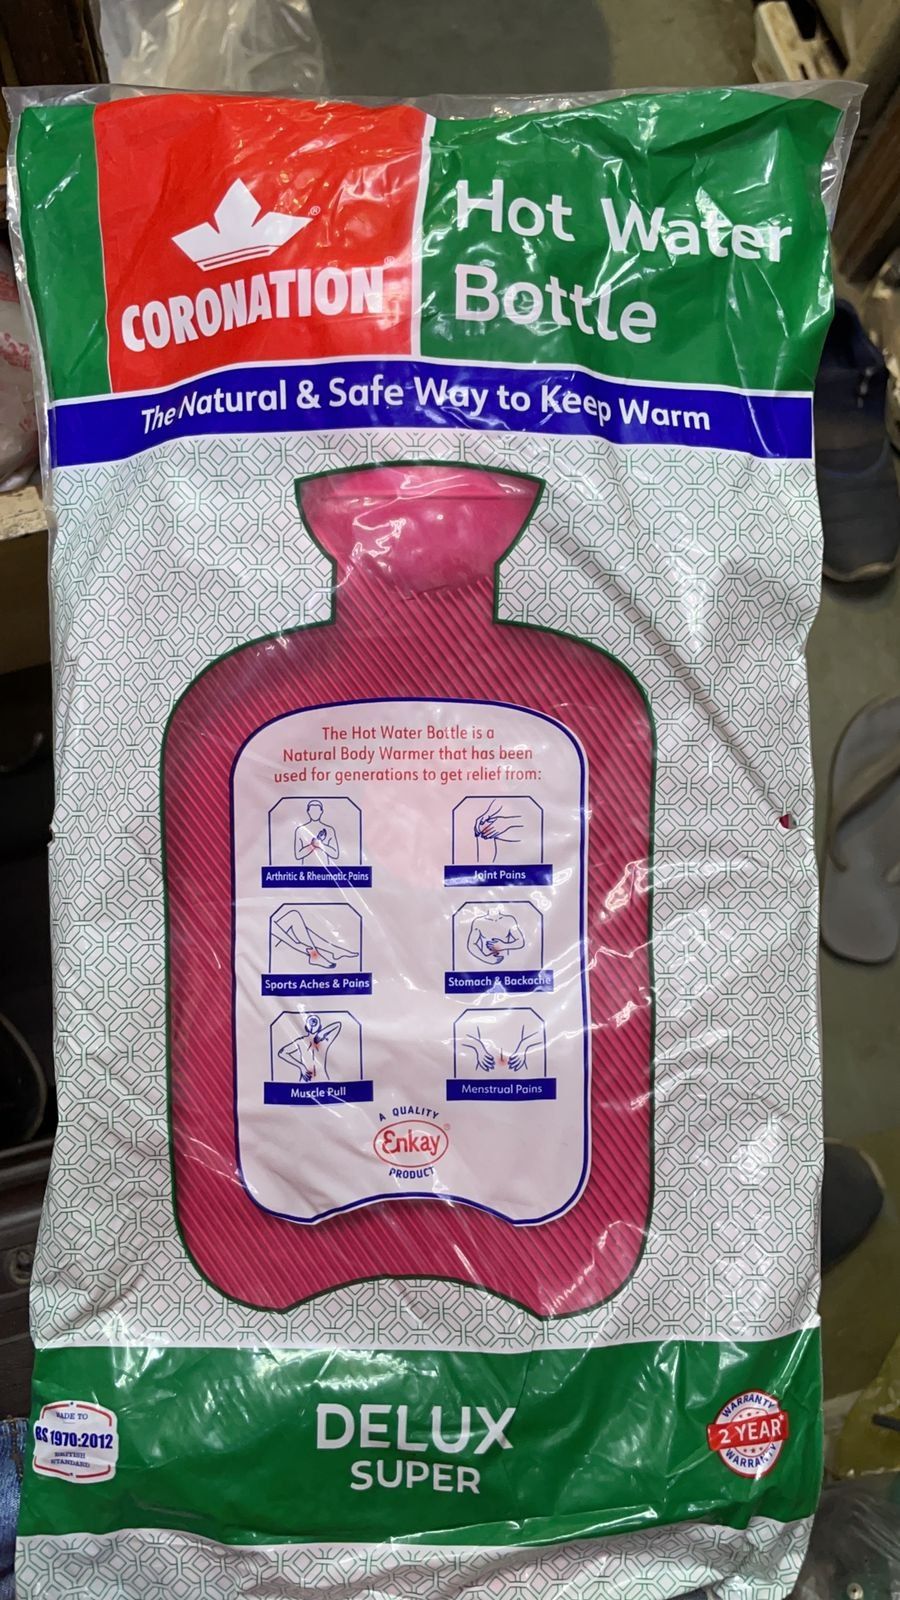 CORONATION®
Hot Water
Bottle
The Natural & Safe Way to Keep Warm
The Hot Water Bottle is a
Natural Body Warmer that has been
used for generations to get relief from:
Arthritic & Rheumatic Pains
Joint Pains
Sports Aches & Pains
Stomach & Backache
Muscle Pull
Menstrual Pains
A QUALITY
Enkay®
PRODUCT
DELUX
SUPER
MADE TO
BS 1970:2012
BRITISH
STANDARD
WARRANTY
2 YEAR*
WARRANTY